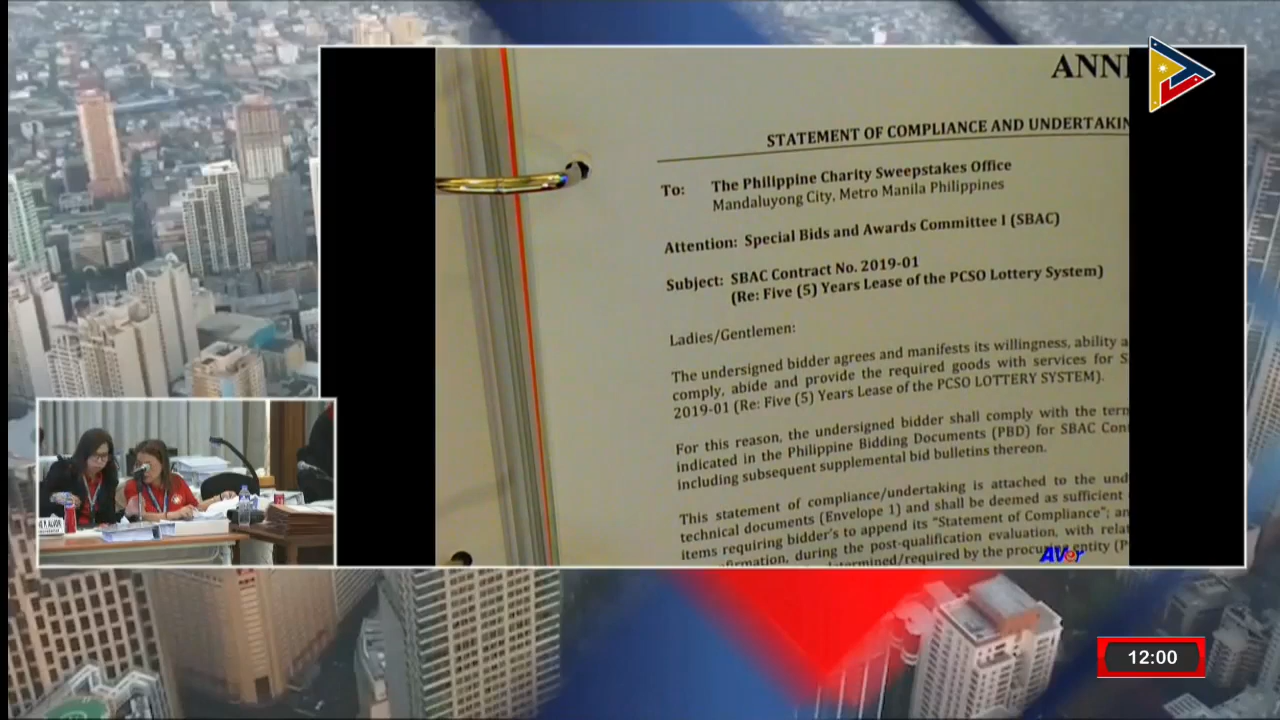 ANN
STATEMENT OF COMPLIANCE AND UNDERTAKIN
To: The Philippine Charity Sweepstakes Office
Mandaluyong City, Metro Manila Philippines
Attention: Special Bids and Awards Committee I (SBAC)
Subject: SBAC Contract No. 2019-01
(Re: Five (5) Years Lease of the PCSO Lottery System)
Ladies/Gentlemen:
The undersigned bidder agrees and manifests its willingness, ability a
comply, abide and provide the required goods with services for S
2019-01 (Re: Five (5) Years Lease of the PCSO LOTTERY SYSTEM).
For this reason, the undersigned bidder shall comply with the term
indicated in the Philippine Bidding Documents (PBD) for SBAC Con
including subsequent supplemental bid bulletins thereon.
This statement of compliance/undertaking is attached to the und
technical documents (Envelope 1) and shall be deemed as sufficient
items requiring bidder's to append its "Statement of Compliance"; an
firmation, during the post-qualification evaluation, with relat
determined/required by the procuring entity (P
AVer
P. ALVOR
12:00